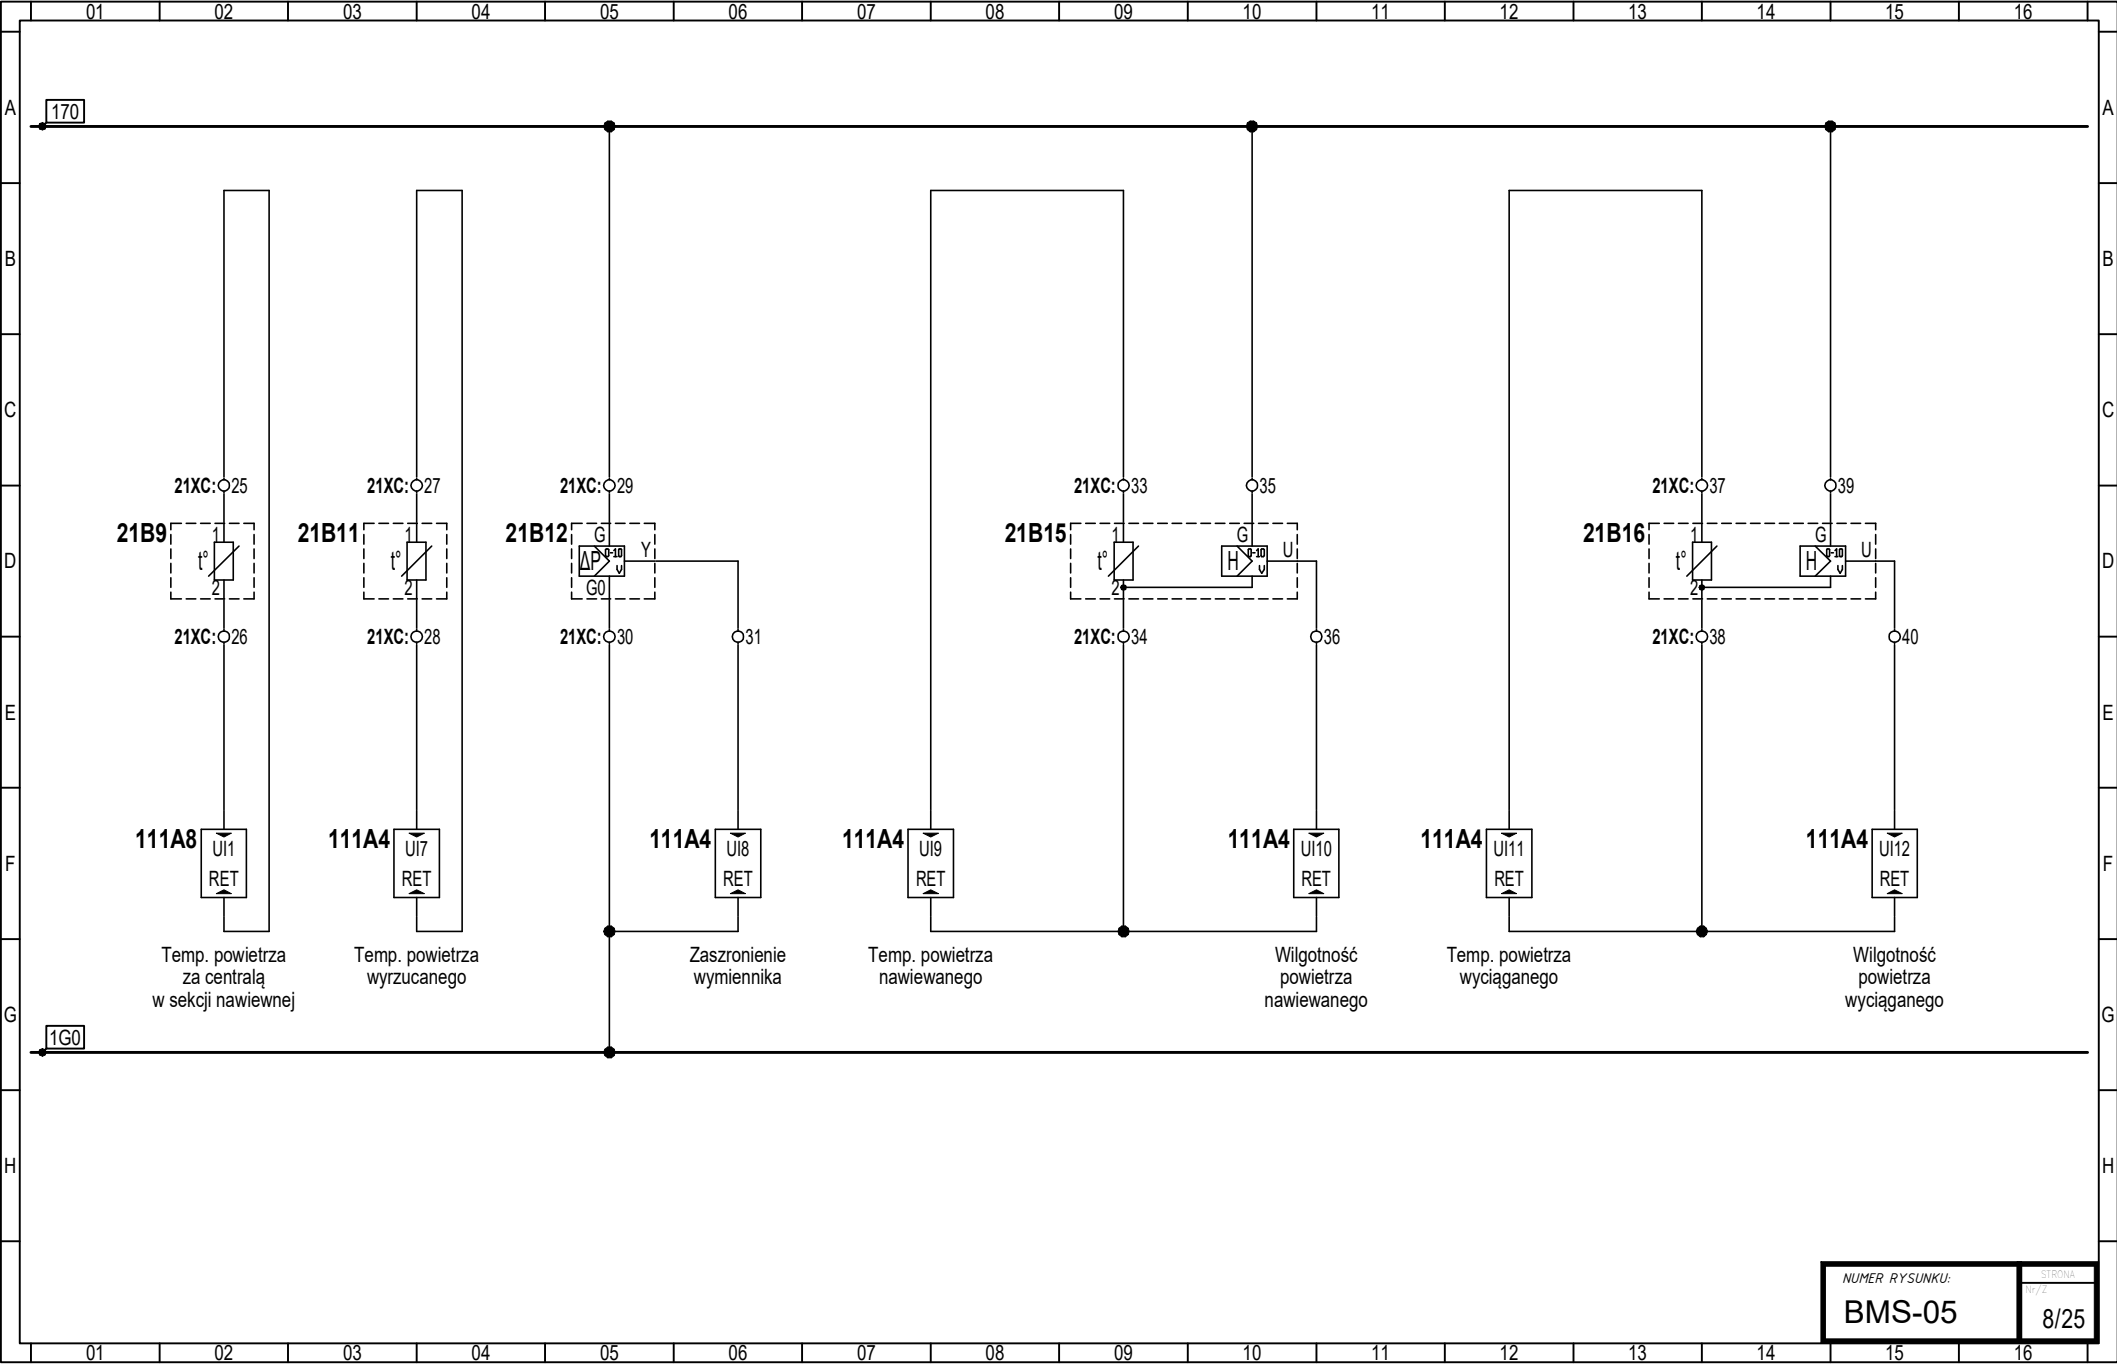 01 02 03 04 05 06 07 08 09 10 11 12 13 14 15 16
A A
170
B B
C C
21XC: 25 21XC: 27 21XC: 29 21XC: 33 35 21XC: 37 39
21B9 1 t° 2
21B11 1 t° 2
21B12 G ΔP 0-10 V Y G0
21B15 1 t° 2 G H 0-10 V U
21B16 1 t° 2 G H 0-10 V U
D D
21XC: 26 21XC: 28 21XC: 30 31 21XC: 34 36 21XC: 38 40
E E
111A8 UI1 RET
111A4 UI7 RET
111A4 UI8 RET
111A4 UI9 RET
111A4 UI10 RET
111A4 UI11 RET
111A4 UI12 RET
F F
Temp. powietrza
za centralą
w sekcji nawiewnej
Temp. powietrza
wyrzucanego
Zaszronienie
wymiennika
Temp. powietrza
nawiewanego
Wilgotność
powietrza
nawiewanego
Temp. powietrza
wyciąganego
Wilgotność
powietrza
wyciąganego
G G
1G0
H H
NUMER RYSUNKU:
BMS-05
STRONA
Nr/Z
8/25
01 02 03 04 05 06 07 08 09 10 11 12 13 14 15 16